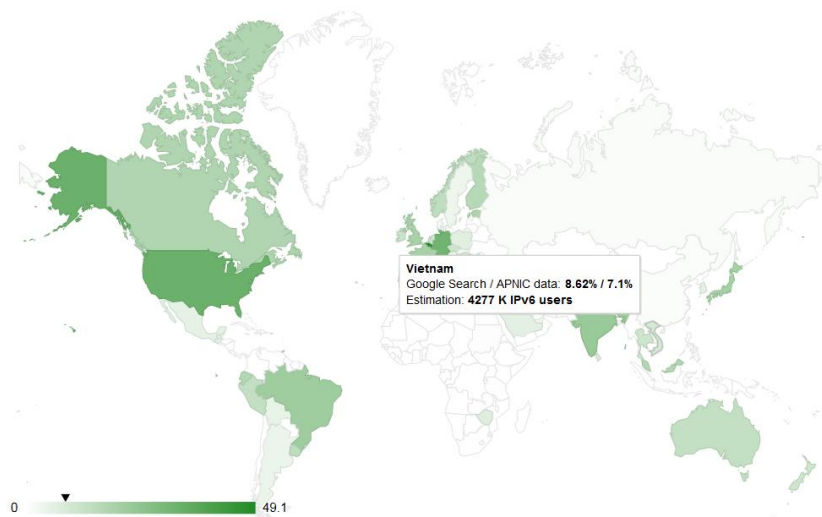 Vietnam
Google Search / APNIC data: 8.62% / 7.1%
Estimation: 4277 K IPv6 users
0 49.1